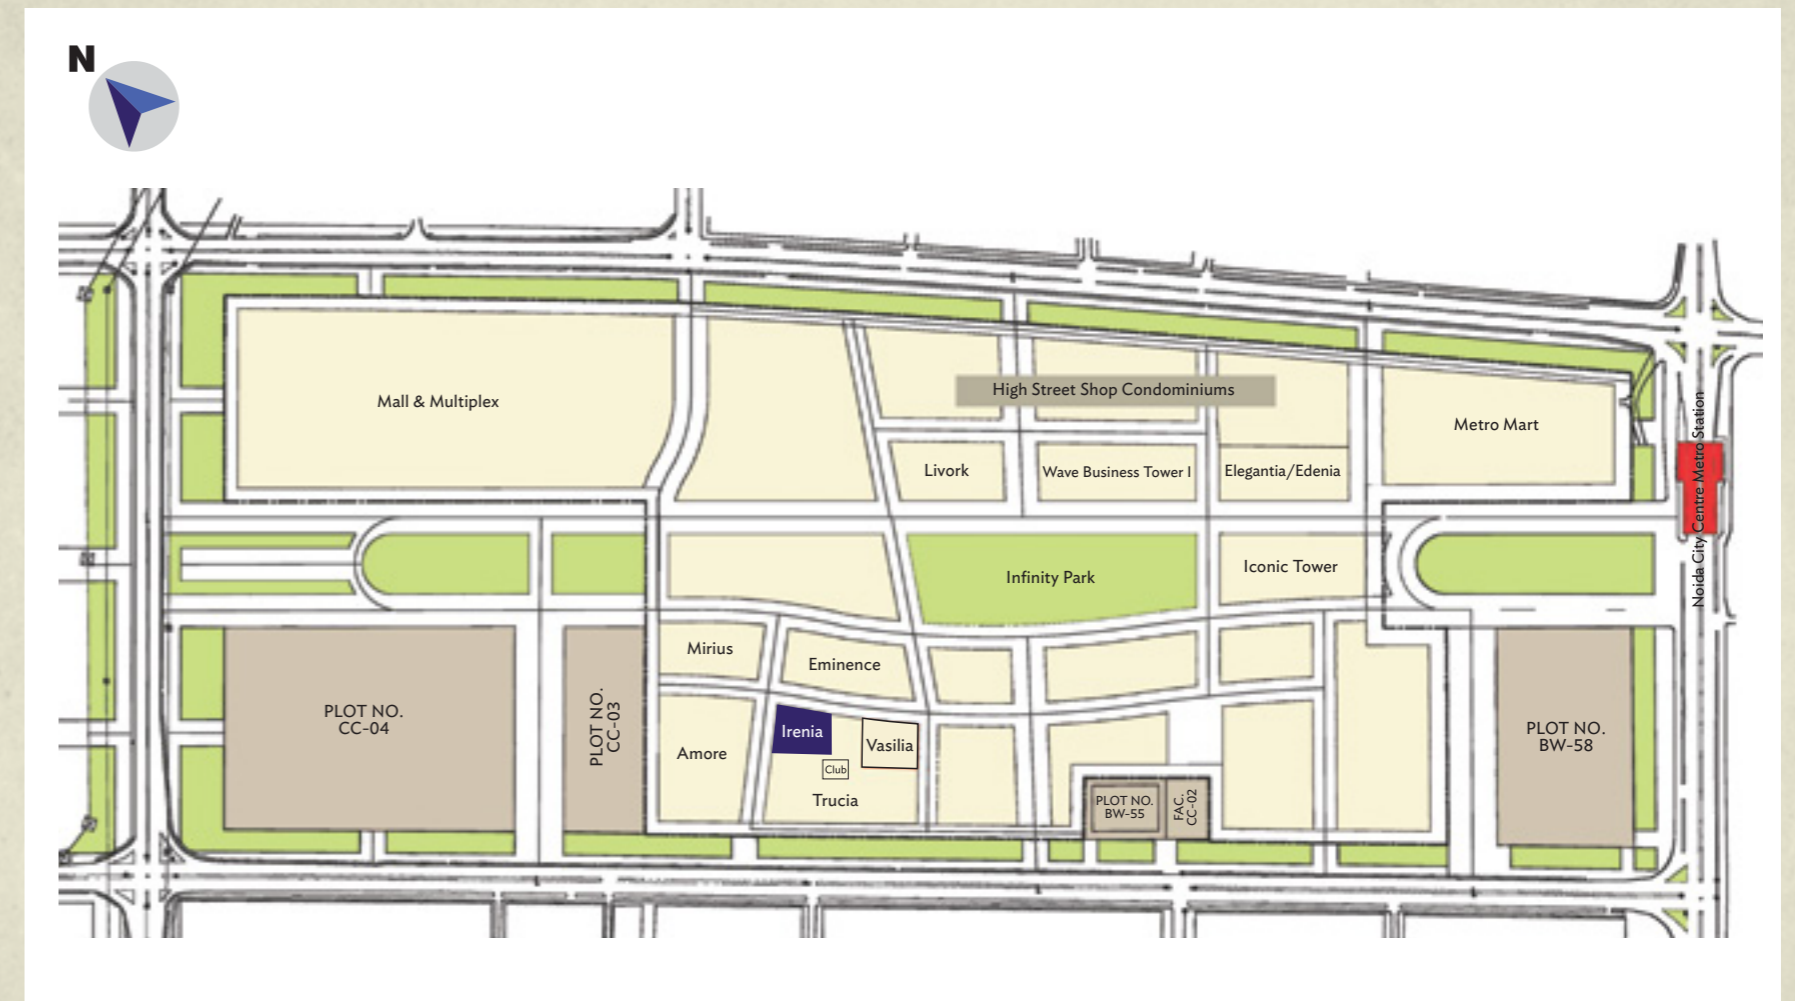 N
High Street Shop Condominiums
Mall & Multiplex
Metro Mart
Livork
Wave Business Tower I
Elegantia/Edenia
Noida City Centre Metro Station
Infinity Park
Iconic Tower
Mirius
Eminence
PLOT NO.
CC-04
PLOT NO.
CC-03
Amore
Irenia
Vasilia
Club
Trucia
PLOT NO.
BW-55
FAC.
CC-02
PLOT NO.
BW-58